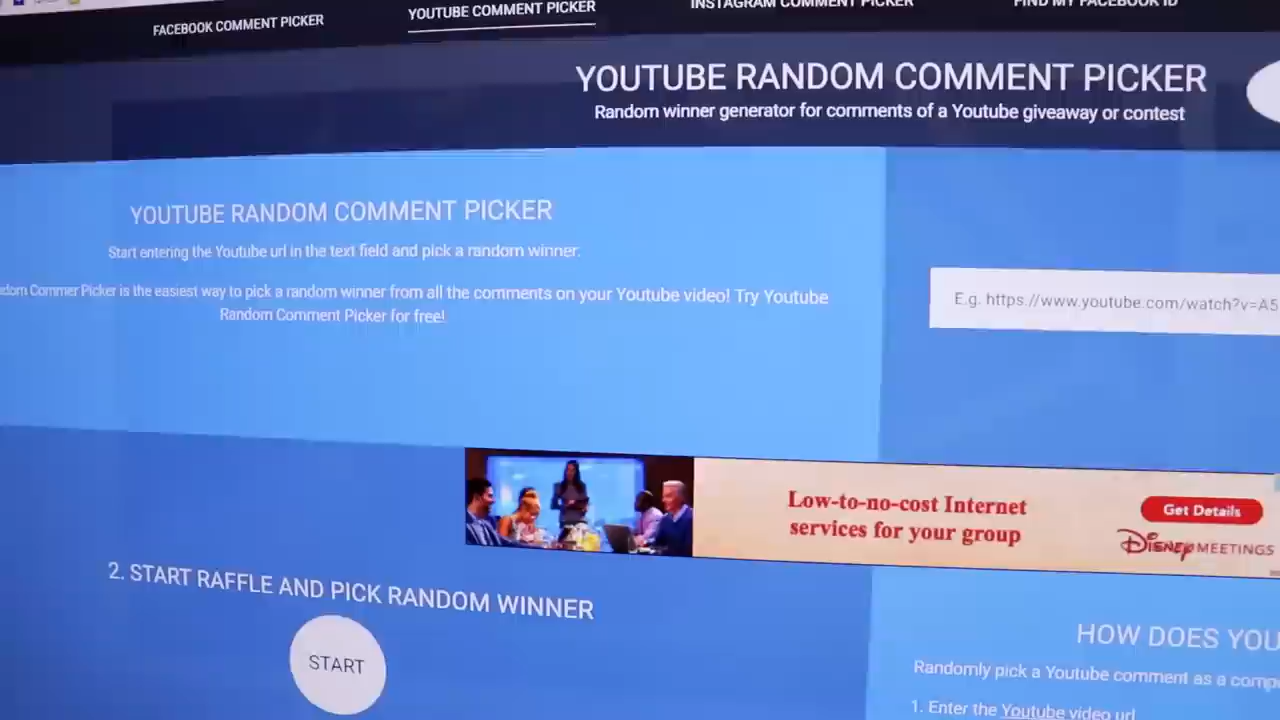 FACEBOOK COMMENT PICKER
YOUTUBE COMMENT PICKER
INSTAGRAM COMMENT PICKER
FIND MY FACEBOOK ID
YOUTUBE RANDOM COMMENT PICKER
Random winner generator for comments of a Youtube giveaway or contest
YOUTUBE RANDOM COMMENT PICKER
Start entering the Youtube url in the text field and pick a random winner.
Commer Picker is the easiest way to pick a random winner from all the comments on your Youtube video! Try Youtube
Random Comment Picker for free!
E.g. https://www.youtube.com/watch?v=A5
Low-to-no-cost Internet
services for your group
Get Details
Disney MEETINGS
2. START RAFFLE AND PICK RANDOM WINNER
START
HOW DOES YOU
Randomly pick a Youtube comment as a comp
1. Enter the Youtube video url